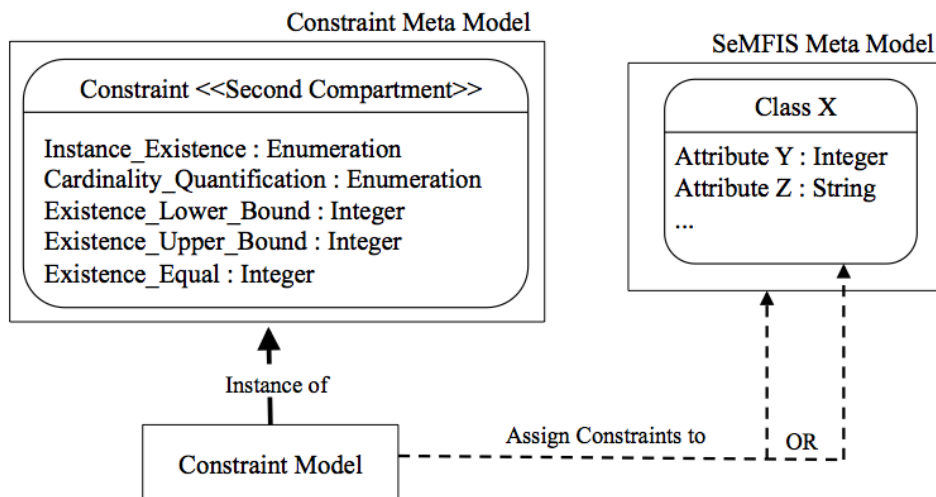 Constraint Meta Model
Constraint <<Second Compartment>>
Instance_Existence : Enumeration
Cardinality_Quantification : Enumeration
Existence_Lower_Bound : Integer
Existence_Upper_Bound : Integer
Existence_Equal : Integer
SeMFIS Meta Model
Class X
Attribute Y : Integer
Attribute Z : String
...
Instance of
Constraint Model
Assign Constraints to
OR